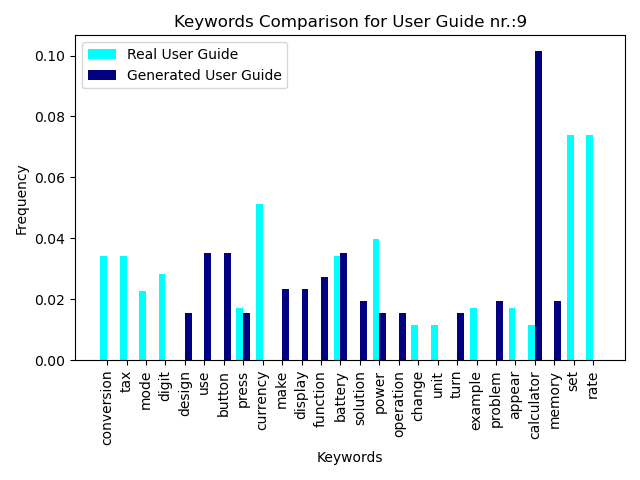 Keywords Comparison for User Guide nr.:9
Real User Guide
Generated User Guide
Frequency
0.10
0.08
0.06
0.04
0.02
0.00
conversion
tax
mode
digit
design
use
button
press
currency
make
display
function
battery
solution
power
operation
change
unit
turn
example
problem
appear
calculator
memory
set
rate
Keywords